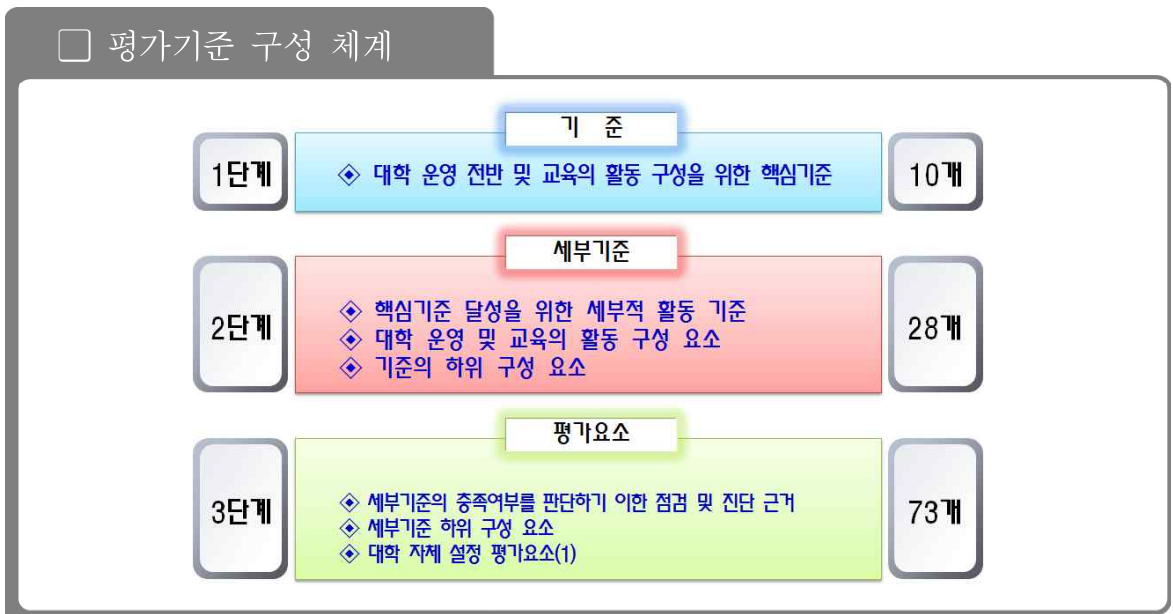 □ 평가기준 구성 체계
기 준
1단계
◈ 대학 운영 전반 및 교육의 활동 구성을 위한 핵심기준
10개
세부기준
2단계
◈ 핵심기준 달성을 위한 세부적 활동 기준
◈ 대학 운영 및 교육의 활동 구성 요소
◈ 기준의 하위 구성 요소
28개
평가요소
3단계
◈ 세부기준의 충족여부를 판단하기 이한 점검 및 진단 근거
◈ 세부기준 하위 구성 요소
◈ 대학 자체 설정 평가요소(1)
73개